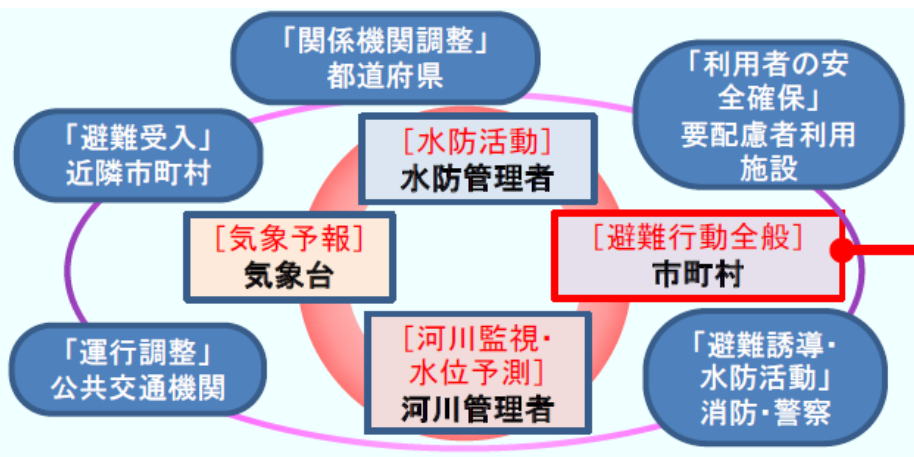 「関係機関調整」
都道府県
「利用者の安
全確保」
要配慮者利用
施設
「避難受入」
近隣市町村
[水防活動]
水防管理者
[気象予報]
気象台
[避難行動全般]
市町村
[河川監視・
水位予測]
河川管理者
「運行調整」
公共交通機関
「避難誘導・
水防活動」
消防・警察